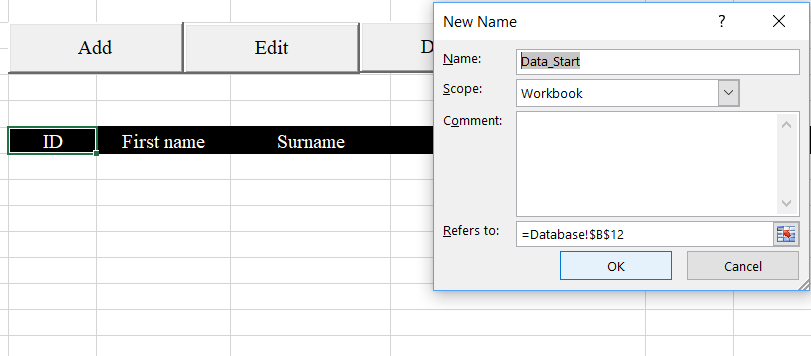 Add
Edit
D
ID
First name
Surname
New Name
?
Name:
Data_Start
Scope:
Workbook
Comment:
Refers to:
=Database!$B$12
OK
Cancel